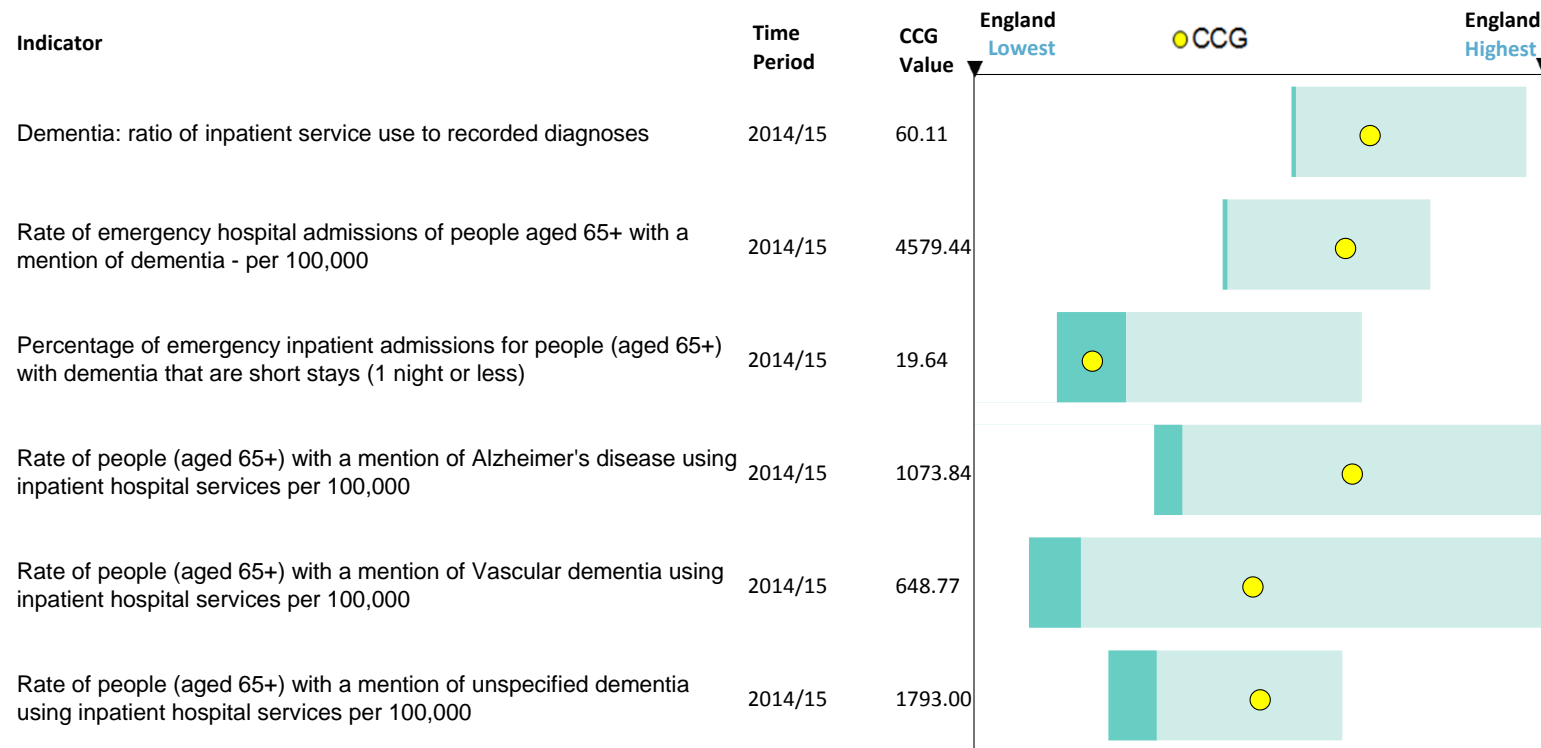 Indicator
Time
Period
CCG
Value
England
Lowest
CCG
England
Highest
Dementia: ratio of inpatient service use to recorded diagnoses
2014/15
60.11
Rate of emergency hospital admissions of people aged 65+ with a
mention of dementia - per 100,000
2014/15
4579.44
Percentage of emergency inpatient admissions for people (aged 65+)
with dementia that are short stays (1 night or less)
2014/15
19.64
Rate of people (aged 65+) with a mention of Alzheimer's disease using
inpatient hospital services per 100,000
2014/15
1073.84
Rate of people (aged 65+) with a mention of Vascular dementia using
inpatient hospital services per 100,000
2014/15
648.77
Rate of people (aged 65+) with a mention of unspecified dementia
using inpatient hospital services per 100,000
2014/15
1793.00